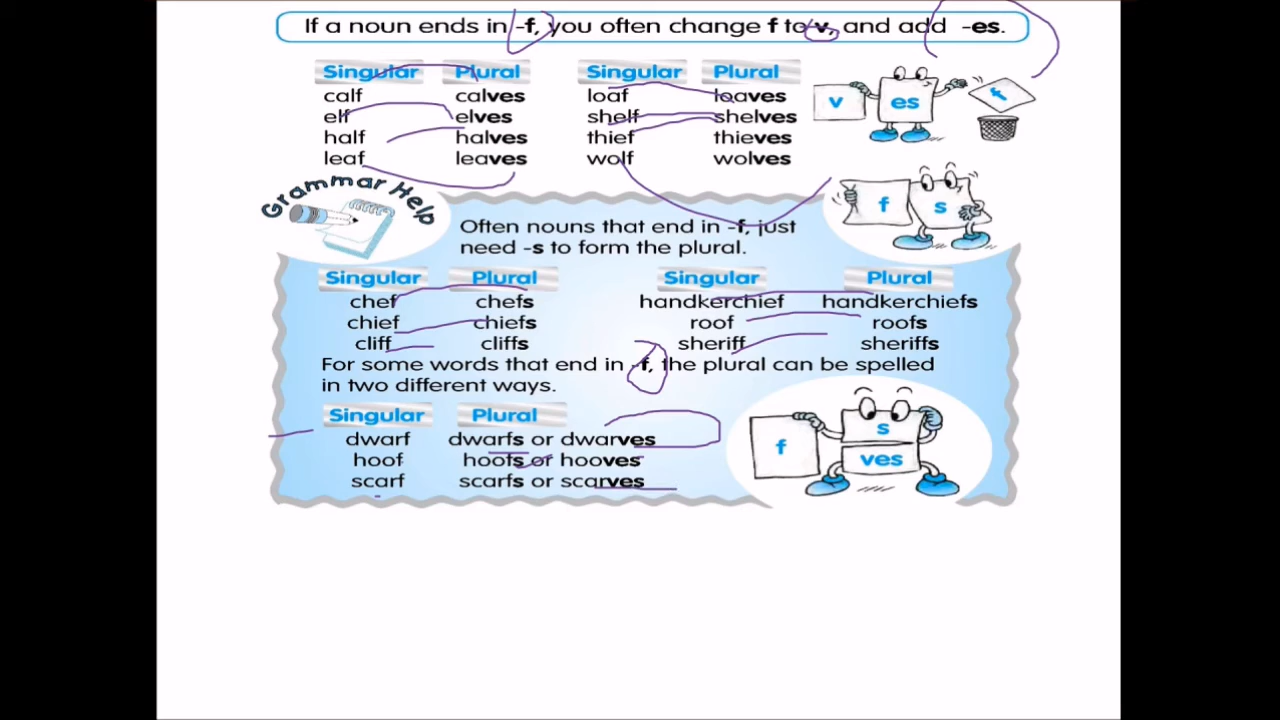 If a noun ends in -f, you often change f to v, and add -es.
Singular Plural Singular Plural
calf calves loaf loaves
elf elves shelf shelves
half halves thief thieves
leaf leaves wolf wolves
v es f
Grammar Help
f s
Often nouns that end in -f, just
need -s to form the plural.
Singular Plural Singular Plural
chef chefs handkerchief handkerchiefs
chief chiefs roof roofs
cliff cliffs sheriff sheriffs
For some words that end in -f, the plural can be spelled
in two different ways.
Singular Plural
dwarf dwarfs or dwarves
hoof hoofs or hooves
scarf scarfs or scarves
f s ves